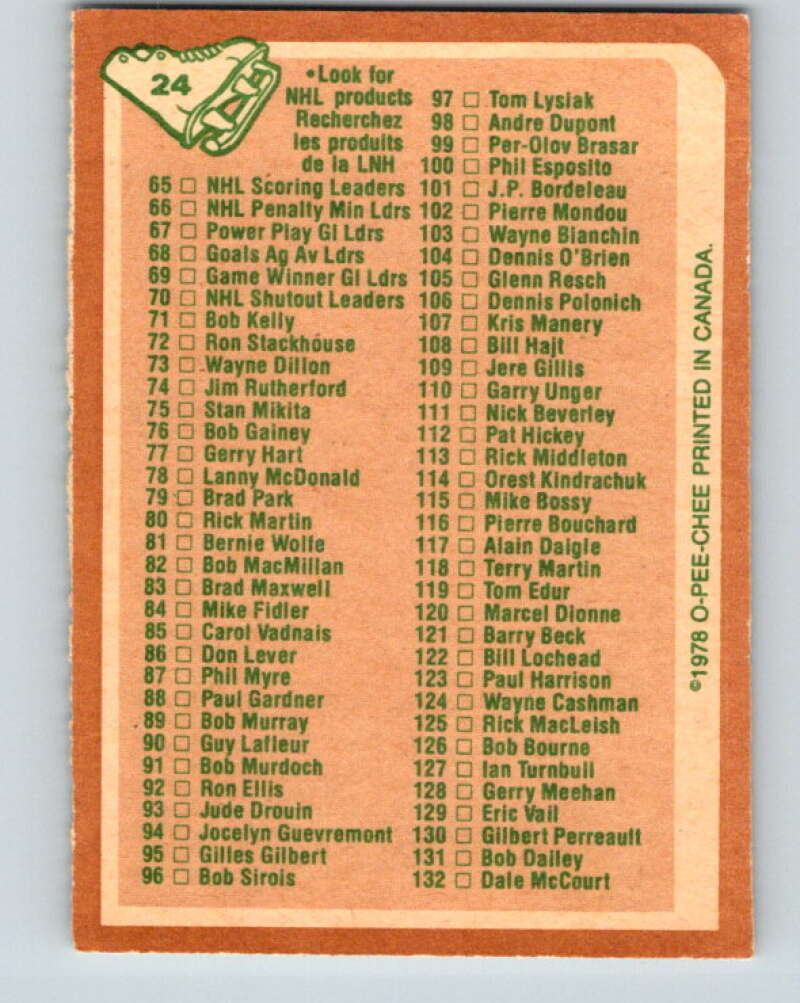 24
•Look for
NHL products
Recherchez
les produits
de la LNH
65 □ NHL Scoring Leaders
66 □ NHL Penalty Min Ldrs
67 □ Power Play Gl Ldrs
68 □ Goals Ag Av Ldrs
69 □ Game Winner Gl Ldrs
70 □ NHL Shutout Leaders
71 □ Bob Kelly
72 □ Ron Stackhouse
73 □ Wayne Dillon
74 □ Jim Rutherford
75 □ Stan Mikita
76 □ Bob Gainey
77 □ Gerry Hart
78 □ Lanny McDonald
79 □ Brad Park
80 □ Rick Martin
81 □ Bernie Wolfe
82 □ Bob MacMillan
83 □ Brad Maxwell
84 □ Mike Fidler
85 □ Carol Vadnais
86 □ Don Lever
87 □ Phil Myre
88 □ Paul Gardner
89 □ Bob Murray
90 □ Guy Lafleur
91 □ Bob Murdoch
92 □ Ron Ellis
93 □ Jude Drouin
94 □ Jocelyn Guevremont
95 □ Gilles Gilbert
96 □ Bob Sirois
97 □ Tom Lysiak
98 □ Andre Dupont
99 □ Per-Olov Brasar
100 □ Phil Esposito
101 □ J.P. Bordeleau
102 □ Pierre Mondou
103 □ Wayne Bianchin
104 □ Dennis O'Brien
105 □ Glenn Resch
106 □ Dennis Polonich
107 □ Kris Manery
108 □ Bill Hajt
109 □ Jere Gillis
110 □ Garry Unger
111 □ Nick Beverley
112 □ Pat Hickey
113 □ Rick Middleton
114 □ Orest Kindrachuk
115 □ Mike Bossy
116 □ Pierre Bouchard
117 □ Alain Daigle
118 □ Terry Martin
119 □ Tom Edur
120 □ Marcel Dionne
121 □ Barry Beck
122 □ Bill Lochead
123 □ Paul Harrison
124 □ Wayne Cashman
125 □ Rick MacLeish
126 □ Bob Bourne
127 □ Ian Turnbull
128 □ Gerry Meehan
129 □ Eric Vail
130 □ Gilbert Perreault
131 □ Bob Dailey
132 □ Dale McCourt
©1978 O-PEE-CHEE PRINTED IN CANADA.